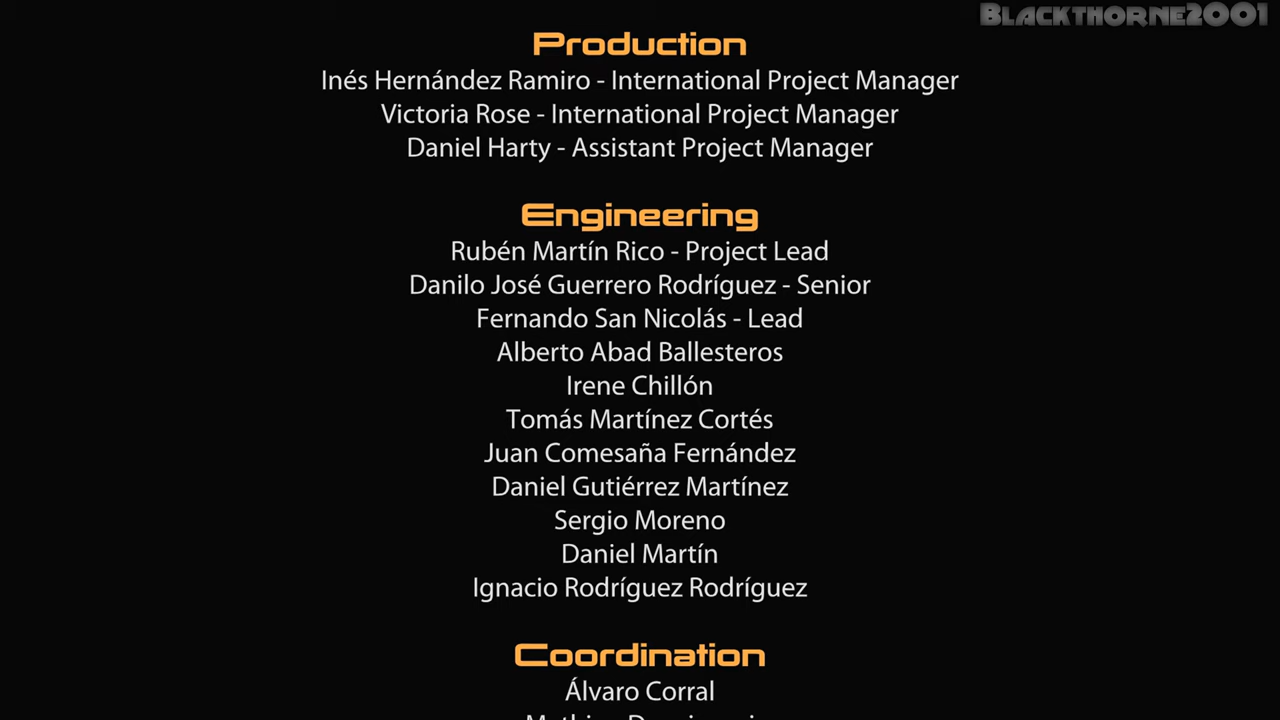 Blackthorne2001
Production
Inés Hernández Ramiro - International Project Manager
Victoria Rose - International Project Manager
Daniel Harty - Assistant Project Manager
Engineering
Rubén Martín Rico - Project Lead
Danilo José Guerrero Rodríguez - Senior
Fernando San Nicolás - Lead
Alberto Abad Ballesteros
Irene Chillón
Tomás Martínez Cortés
Juan Comesaña Fernández
Daniel Gutiérrez Martínez
Sergio Moreno
Daniel Martín
Ignacio Rodríguez Rodríguez
Coordination
Álvaro Corral